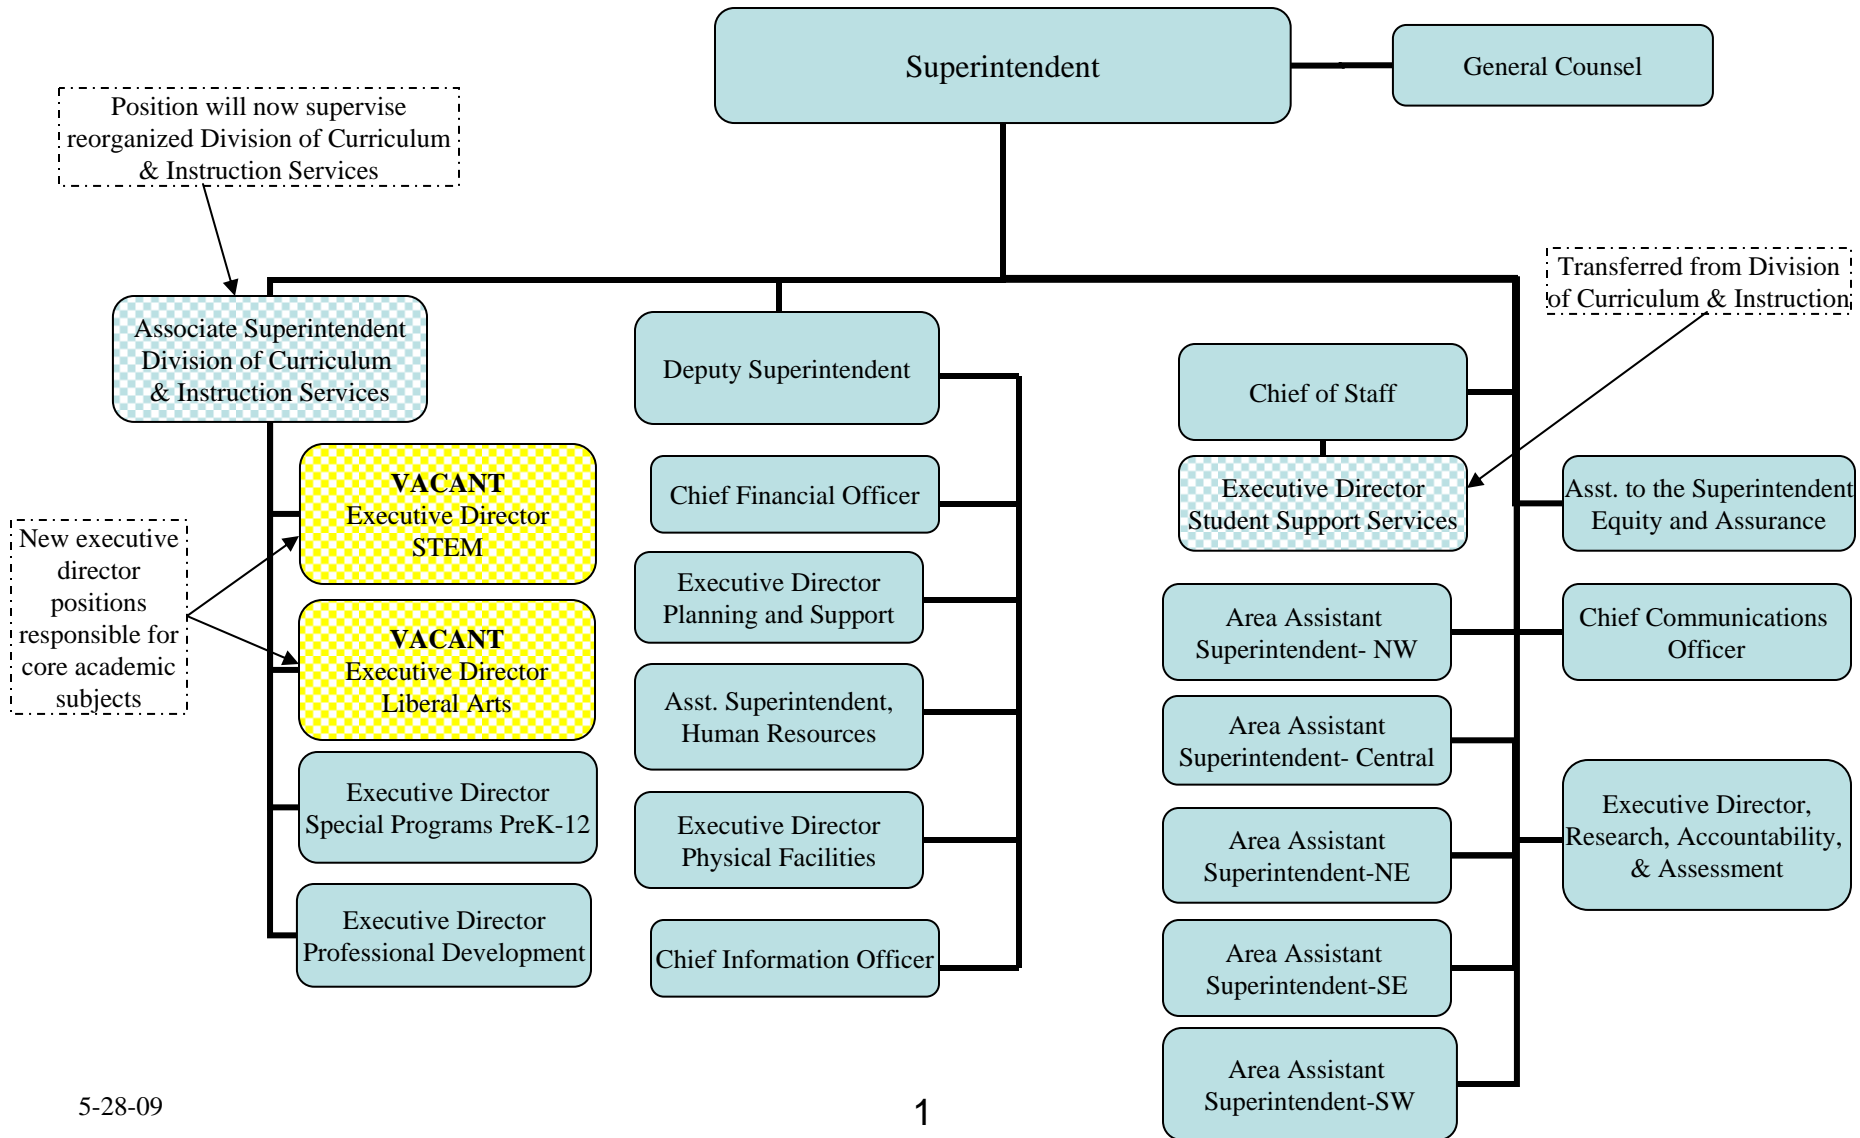 Superintendent
General Counsel
Position will now supervise
reorganized Division of Curriculum
& Instruction Services
Transferred from Division
of Curriculum & Instruction
Associate Superintendent
Division of Curriculum
& Instruction Services
VACANT
Executive Director
STEM
VACANT
Executive Director
Liberal Arts
New executive
director
positions
responsible for
core academic
subjects
Executive Director
Special Programs PreK-12
Executive Director
Professional Development
Deputy Superintendent
Chief Financial Officer
Executive Director
Planning and Support
Asst. Superintendent,
Human Resources
Executive Director
Physical Facilities
Chief Information Officer
Chief of Staff
Executive Director
Student Support Services
Area Assistant
Superintendent- NW
Area Assistant
Superintendent- Central
Area Assistant
Superintendent-NE
Area Assistant
Superintendent-SE
Area Assistant
Superintendent-SW
Asst. to the Superintendent
Equity and Assurance
Chief Communications
Officer
Executive Director,
Research, Accountability,
& Assessment
5-28-09
1